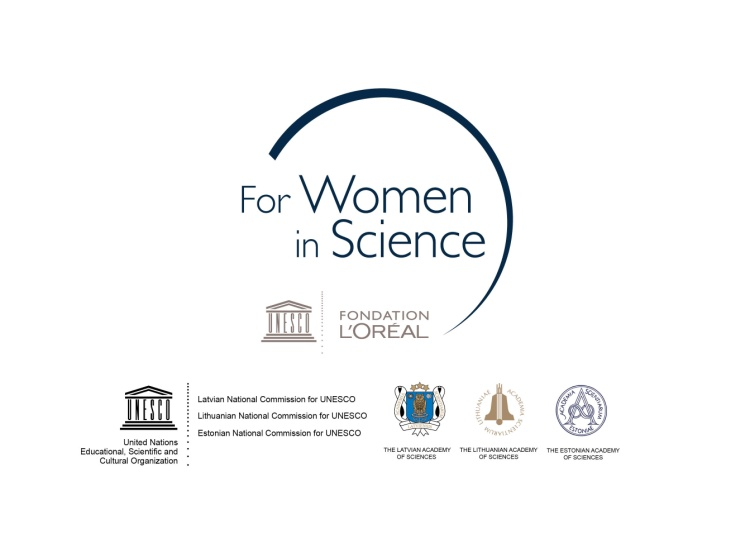 For Women
in Science
UNESCO
FONDATION
L'ORÉAL
UNESCO
United Nations
Educational, Scientific and
Cultural Organization
Latvian National Commission for UNESCO
Lithuanian National Commission for UNESCO
Estonian National Commission for UNESCO
THE LATVIAN ACADEMY
OF SCIENCES
LITHUANIAE ACADEMIA SCIENTIARUM
THE LITHUANIAN ACADEMY
OF SCIENCES
ACADEMIA SCIENTIARUM
ESTONIAE
THE ESTONIAN ACADEMY
OF SCIENCES